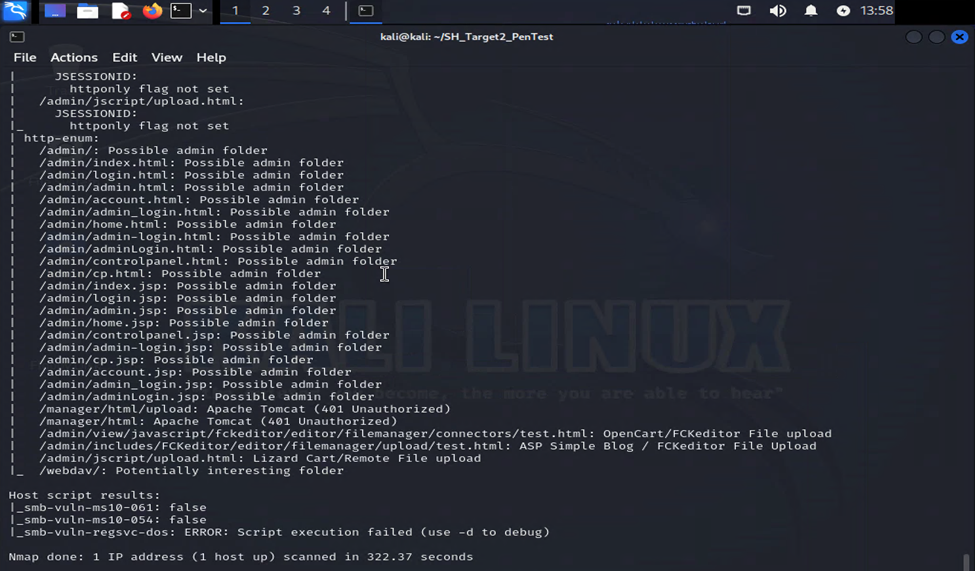 1 2 3 4 13:58
kali@kali: ~/SH_Target2_PenTest
File Actions Edit View Help
| JSESSIONID:
| httponly flag not set
| /admin/jscript/upload.html:
| JSESSIONID:
|_ httponly flag not set
| http-enum:
| /admin/: Possible admin folder
| /admin/index.html: Possible admin folder
| /admin/login.html: Possible admin folder
| /admin/admin.html: Possible admin folder
| /admin/account.html: Possible admin folder
| /admin/admin_login.html: Possible admin folder
| /admin/home.html: Possible admin folder
| /admin/admin-login.html: Possible admin folder
| /admin/adminLogin.html: Possible admin folder
| /admin/controlpanel.html: Possible admin folder
| /admin/cp.html: Possible admin folder
| /admin/index.jsp: Possible admin folder
| /admin/login.jsp: Possible admin folder
| /admin/admin.jsp: Possible admin folder
| /admin/home.jsp: Possible admin folder
| /admin/controlpanel.jsp: Possible admin folder
| /admin/admin-login.jsp: Possible admin folder
| /admin/cp.jsp: Possible admin folder
| /admin/account.jsp: Possible admin folder
| /admin/admin_login.jsp: Possible admin folder
| /admin/adminLogin.jsp: Possible admin folder
| /manager/html/upload: Apache Tomcat (401 Unauthorized)
| /manager/html: Apache Tomcat (401 Unauthorized)
| /admin/view/javascript/fckeditor/editor/filemanager/connectors/test.html: OpenCart/FCKeditor File upload
| /admin/includes/FCKeditor/editor/filemanager/upload/test.html: ASP Simple Blog / FCKeditor File Upload
| /admin/jscript/upload.html: Lizard Cart/Remote File upload
|_ /webdav/: Potentially interesting folder
Host script results:
|_smb-vuln-ms10-061: false
|_smb-vuln-ms10-054: false
|_smb-vuln-regsvc-dos: ERROR: Script execution failed (use -d to debug)
Nmap done: 1 IP address (1 host up) scanned in 322.37 seconds
KALI LINUX
become, the more you are able to hear"